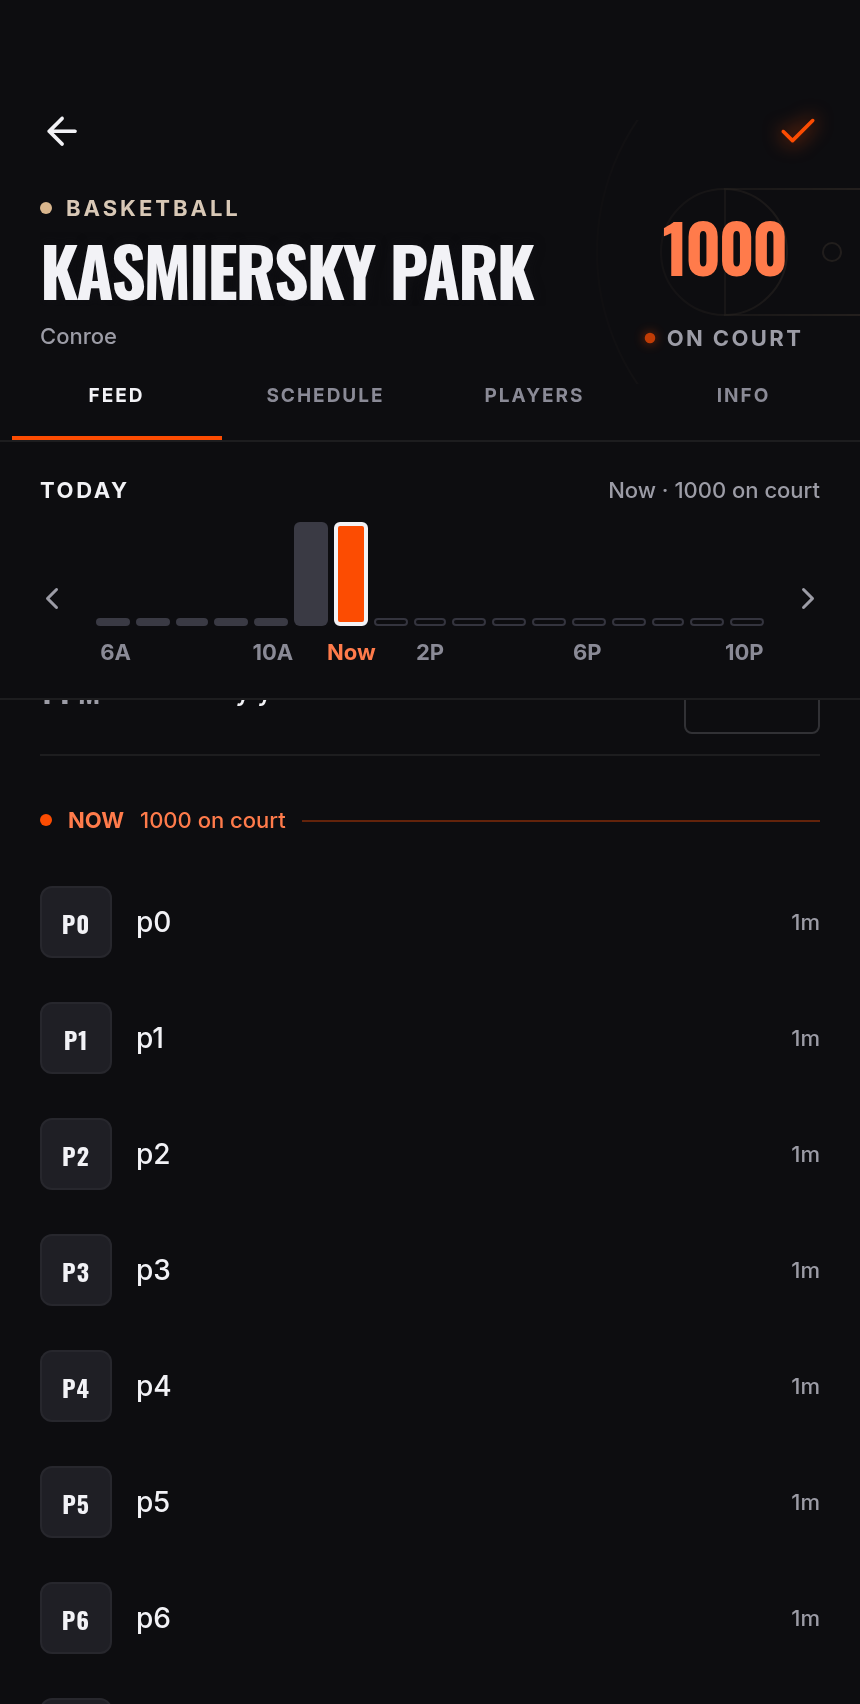 BASKETBALL
KASMIERSKY PARK
Conroe
1000
ON COURT
FEED SCHEDULE PLAYERS INFO
TODAY Now · 1000 on court
6A 10A Now 2P 6P 10P
NOW 1000 on court
P0 p0 1m
P1 p1 1m
P2 p2 1m
P3 p3 1m
P4 p4 1m
P5 p5 1m
P6 p6 1m